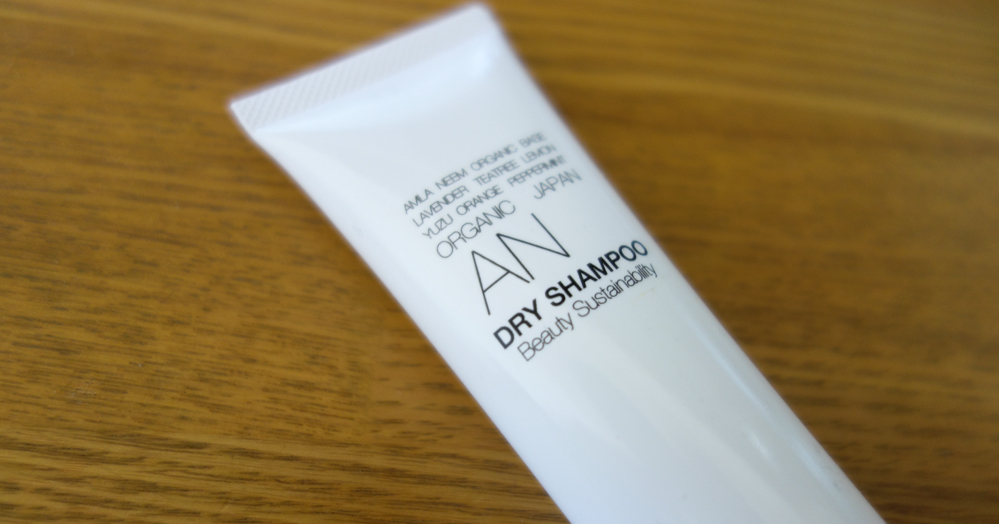 AMLA NEEM ORGANIC BASE
LAVENDER TEATREE LEMON
YUZU ORANGE PEPPERMINT
ORGANIC JAPAN
AN
DRY SHAMPOO
Beauty Sustainability